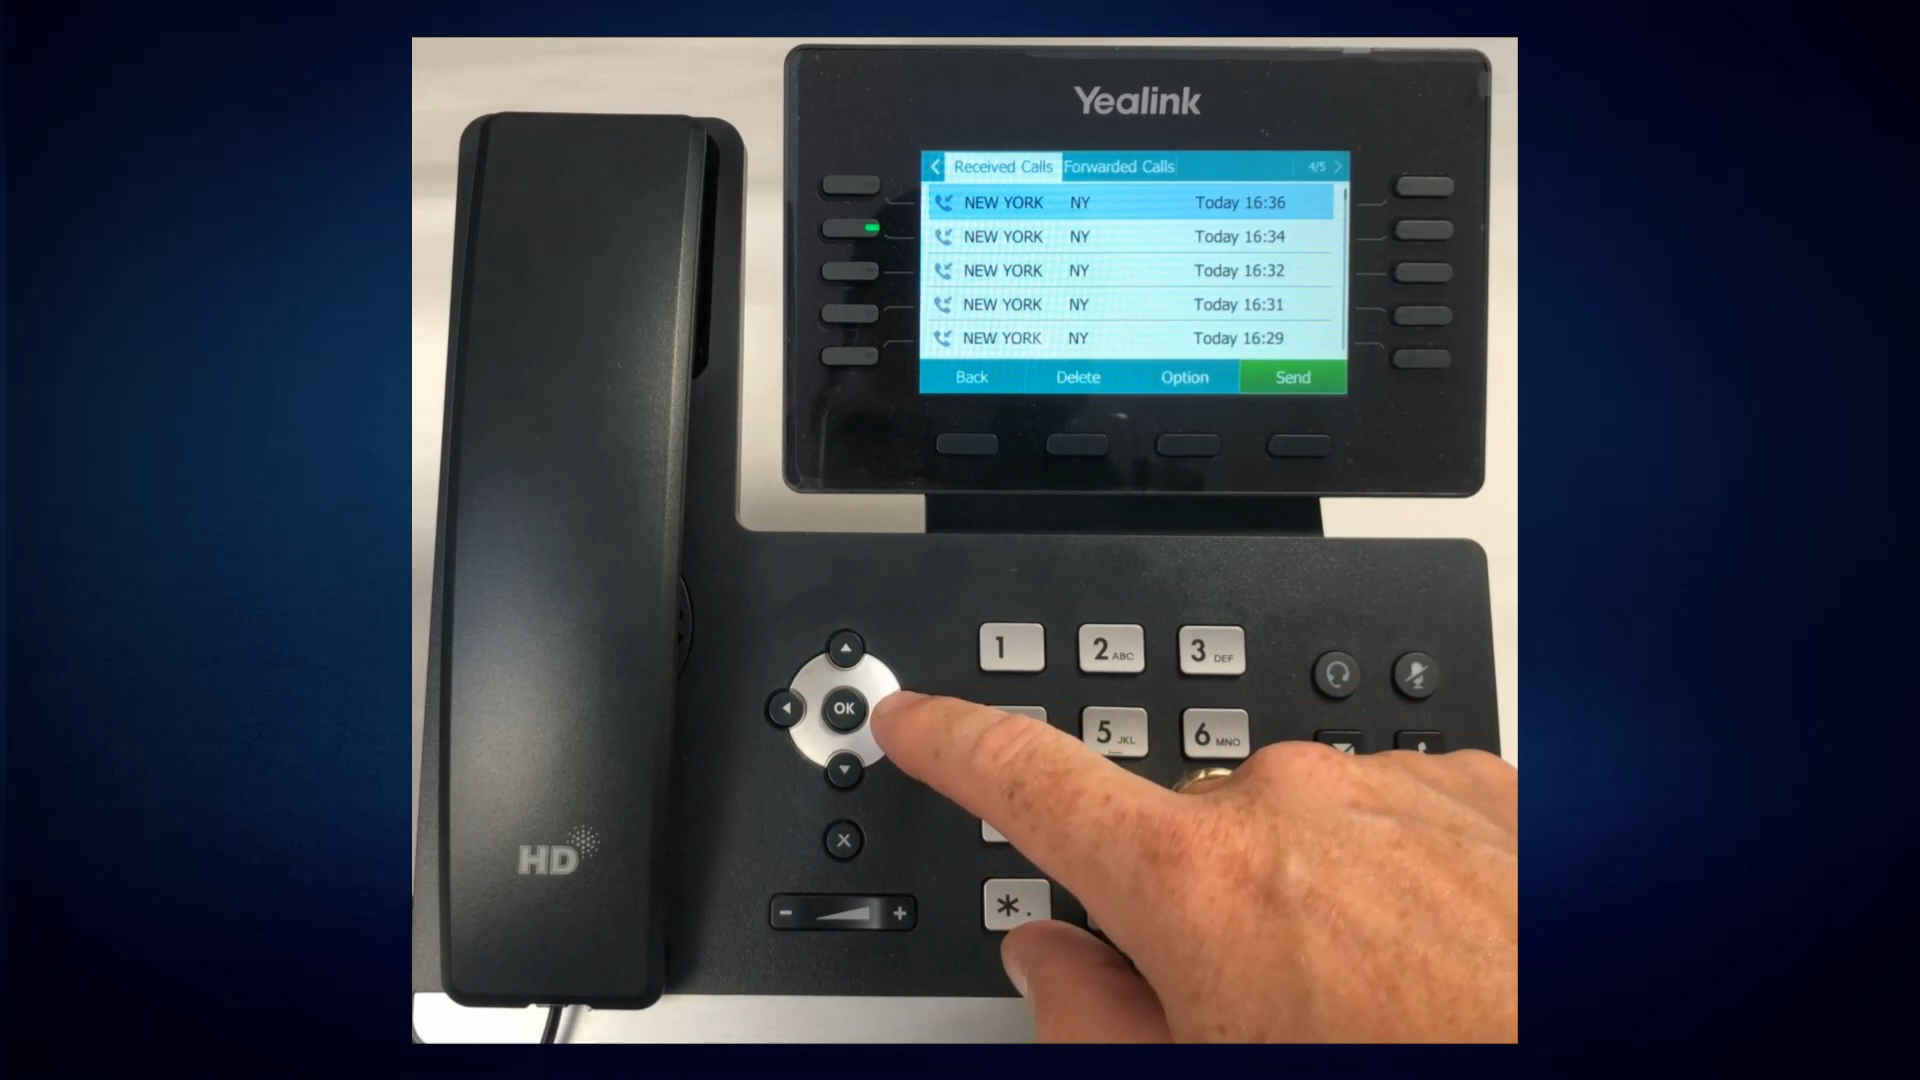 Yealink
Received Calls Forwarded Calls 4/5
NEW YORK NY Today 16:36
NEW YORK NY Today 16:34
NEW YORK NY Today 16:32
NEW YORK NY Today 16:31
NEW YORK NY Today 16:29
Back Delete Option Send
1 2 ABC 3 DEF
OK
5 JKL 6 MNO
X
HD
- +
* .